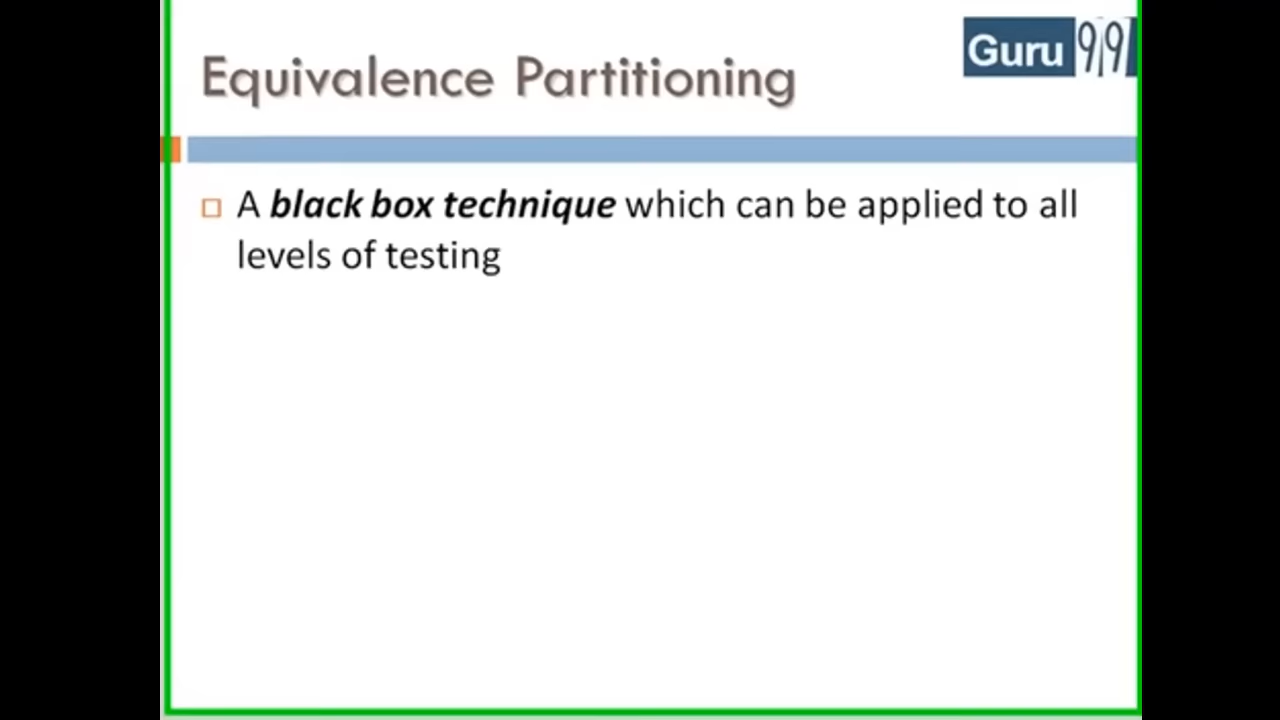 Equivalence Partitioning
Guru99
A black box technique which can be applied to all
levels of testing